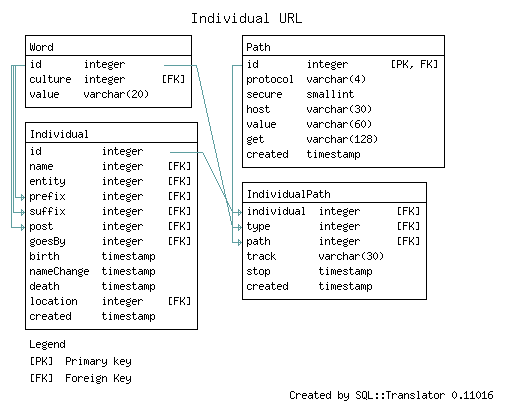 Individual URL
Word
id integer
culture integer [FK]
value varchar(20)
Individual
id integer
name integer [FK]
entity integer [FK]
prefix integer [FK]
suffix integer [FK]
post integer [FK]
goesBy integer [FK]
birth timestamp
nameChange timestamp
death timestamp
location integer [FK]
created timestamp
Path
id integer [PK, FK]
protocol varchar(4)
secure smallint
host varchar(30)
value varchar(60)
get varchar(128)
created timestamp
IndividualPath
individual integer [FK]
type integer [FK]
path integer [FK]
track varchar(30)
stop timestamp
created timestamp
Legend
[PK] Primary key
[FK] Foreign Key
Created by SQL::Translator 0.11016